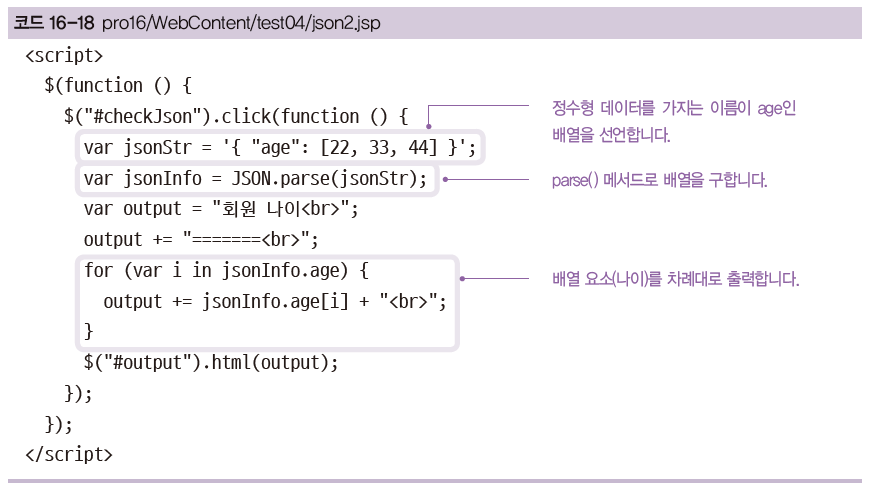 코드 16-18 pro16/WebContent/test04/json2.jsp
<script>
$(function () {
$("#checkJson").click(function () {
정수형 데이터를 가지는 이름이 age인
배열을 선언합니다.
var jsonStr = '{ "age": [22, 33, 44] }';
var jsonInfo = JSON.parse(jsonStr);
parse() 메서드로 배열을 구합니다.
var output = "회원 나이<br>";
output += "=======<br>";
for (var i in jsonInfo.age) {
배열 요소(나이)를 차례대로 출력합니다.
output += jsonInfo.age[i] + "<br>";
}
$("#output").html(output);
});
});
</script>